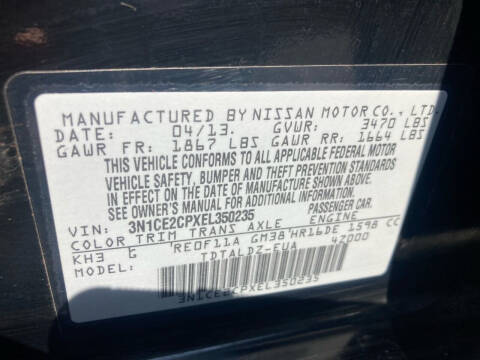 MANUFACTURED BY NISSAN MOTOR CO., LTD.
DATE: 04/13. GVWR: 3470 LBS
GAWR FR: 1867 LBS GAWR RR: 1664 LBS
THIS VEHICLE CONFORMS TO ALL APPLICABLE FEDERAL MOTOR
VEHICLE SAFETY, BUMPER AND THEFT PREVENTION STANDARDS
IN EFFECT ON THE DATE OF MANUFACTURE SHOWN ABOVE.
SEE OWNER'S MANUAL FOR ADDITIONAL INFORMATION.
VIN: 3N1CE2CPXEL350235 PASSENGER CAR
COLOR TRIM TRANS AXLE ENGINE
KH3 G RE0F11A GM38 HR16DE 1598 CC
MODEL: TDTALDZ-EUA 42D00
3N1CE2CPXEL350235